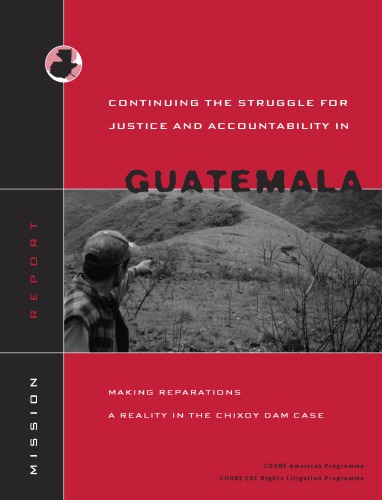 CONTINUING THE STRUGGLE FOR
JUSTICE AND ACCOUNTABILITY IN
GUATEMALA
MISSION REPORT
MAKING REPARATIONS
A REALITY IN THE CHIXOY DAM CASE
COHRE Americas Programme
COHRE ESC Rights Litigation Programme